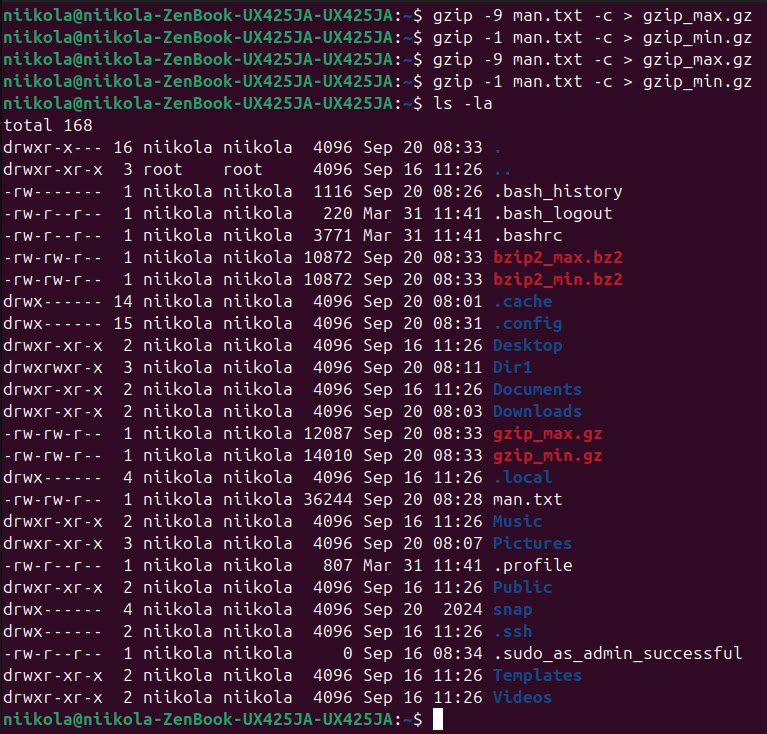 niikola@niikola-ZenBook-UX425JA-UX425JA:~$ gzip -9 man.txt -c > gzip_max.gz
niikola@niikola-ZenBook-UX425JA-UX425JA:~$ gzip -1 man.txt -c > gzip_min.gz
niikola@niikola-ZenBook-UX425JA-UX425JA:~$ gzip -9 man.txt -c > gzip_max.gz
niikola@niikola-ZenBook-UX425JA-UX425JA:~$ gzip -1 man.txt -c > gzip_min.gz
niikola@niikola-ZenBook-UX425JA-UX425JA:~$ ls -la
total 168
drwxr-x--- 16 niikola niikola  4096 Sep 20 08:33 .
drwxr-xr-x  3 root    root     4096 Sep 16 11:26 ..
-rw-------  1 niikola niikola  1116 Sep 20 08:26 .bash_history
-rw-r--r--  1 niikola niikola   220 Mar 31 11:41 .bash_logout
-rw-r--r--  1 niikola niikola  3771 Mar 31 11:41 .bashrc
-rw-rw-r--  1 niikola niikola 10872 Sep 20 08:33 bzip2_max.bz2
-rw-rw-r--  1 niikola niikola 10872 Sep 20 08:33 bzip2_min.bz2
drwx------ 14 niikola niikola  4096 Sep 20 08:01 .cache
drwx------ 15 niikola niikola  4096 Sep 20 08:31 .config
drwxr-xr-x  2 niikola niikola  4096 Sep 16 11:26 Desktop
drwxrwxr-x  3 niikola niikola  4096 Sep 20 08:11 Dir1
drwxr-xr-x  2 niikola niikola  4096 Sep 16 11:26 Documents
drwxr-xr-x  2 niikola niikola  4096 Sep 20 08:03 Downloads
-rw-rw-r--  1 niikola niikola 12087 Sep 20 08:33 gzip_max.gz
-rw-rw-r--  1 niikola niikola 14010 Sep 20 08:33 gzip_min.gz
drwx------  4 niikola niikola  4096 Sep 16 11:26 .local
-rw-rw-r--  1 niikola niikola 36244 Sep 20 08:28 man.txt
drwxr-xr-x  2 niikola niikola  4096 Sep 16 11:26 Music
drwxr-xr-x  3 niikola niikola  4096 Sep 20 08:07 Pictures
-rw-r--r--  1 niikola niikola   807 Mar 31 11:41 .profile
drwxr-xr-x  2 niikola niikola  4096 Sep 16 11:26 Public
drwx------  4 niikola niikola  4096 Sep 20  2024 snap
drwx------  2 niikola niikola  4096 Sep 16 11:26 .ssh
-rw-r--r--  1 niikola niikola     0 Sep 16 08:34 .sudo_as_admin_successful
drwxr-xr-x  2 niikola niikola  4096 Sep 16 11:26 Templates
drwxr-xr-x  2 niikola niikola  4096 Sep 16 11:26 Videos
niikola@niikola-ZenBook-UX425JA-UX425JA:~$